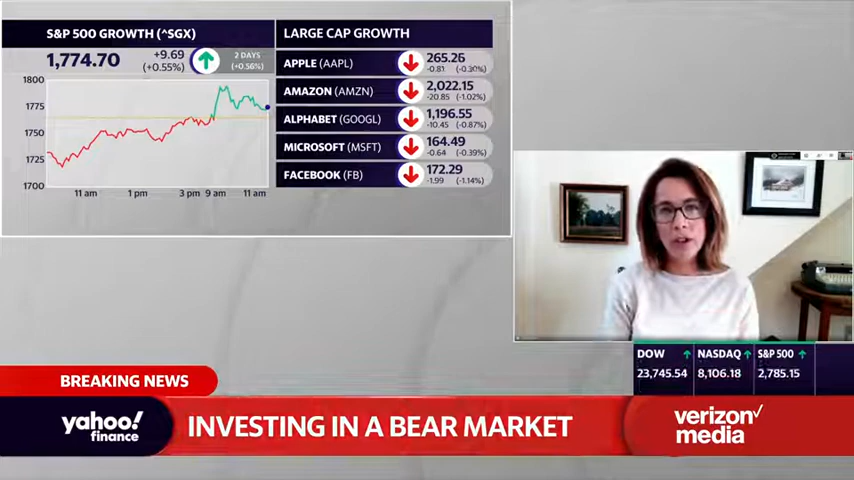 S&P 500 GROWTH (^SGX)
1,774.70
+9.69
(+0.55%)
2 DAYS
(+0.56%)
1800
1775
1750
1725
1700
11 am
1 pm
3 pm
9 am
11 am
LARGE CAP GROWTH
APPLE (AAPL)
265.26
-0.81 (-0.30%)
AMAZON (AMZN)
2,022.15
-20.85 (-1.02%)
ALPHABET (GOOGL)
1,196.55
-10.45 (-0.87%)
MICROSOFT (MSFT)
164.49
-0.64 (-0.39%)
FACEBOOK (FB)
172.29
-1.99 (-1.14%)
DOW
23,745.54
NASDAQ
8,106.18
S&P 500
2,785.15
BREAKING NEWS
yahoo!
finance
INVESTING IN A BEAR MARKET
verizon
media